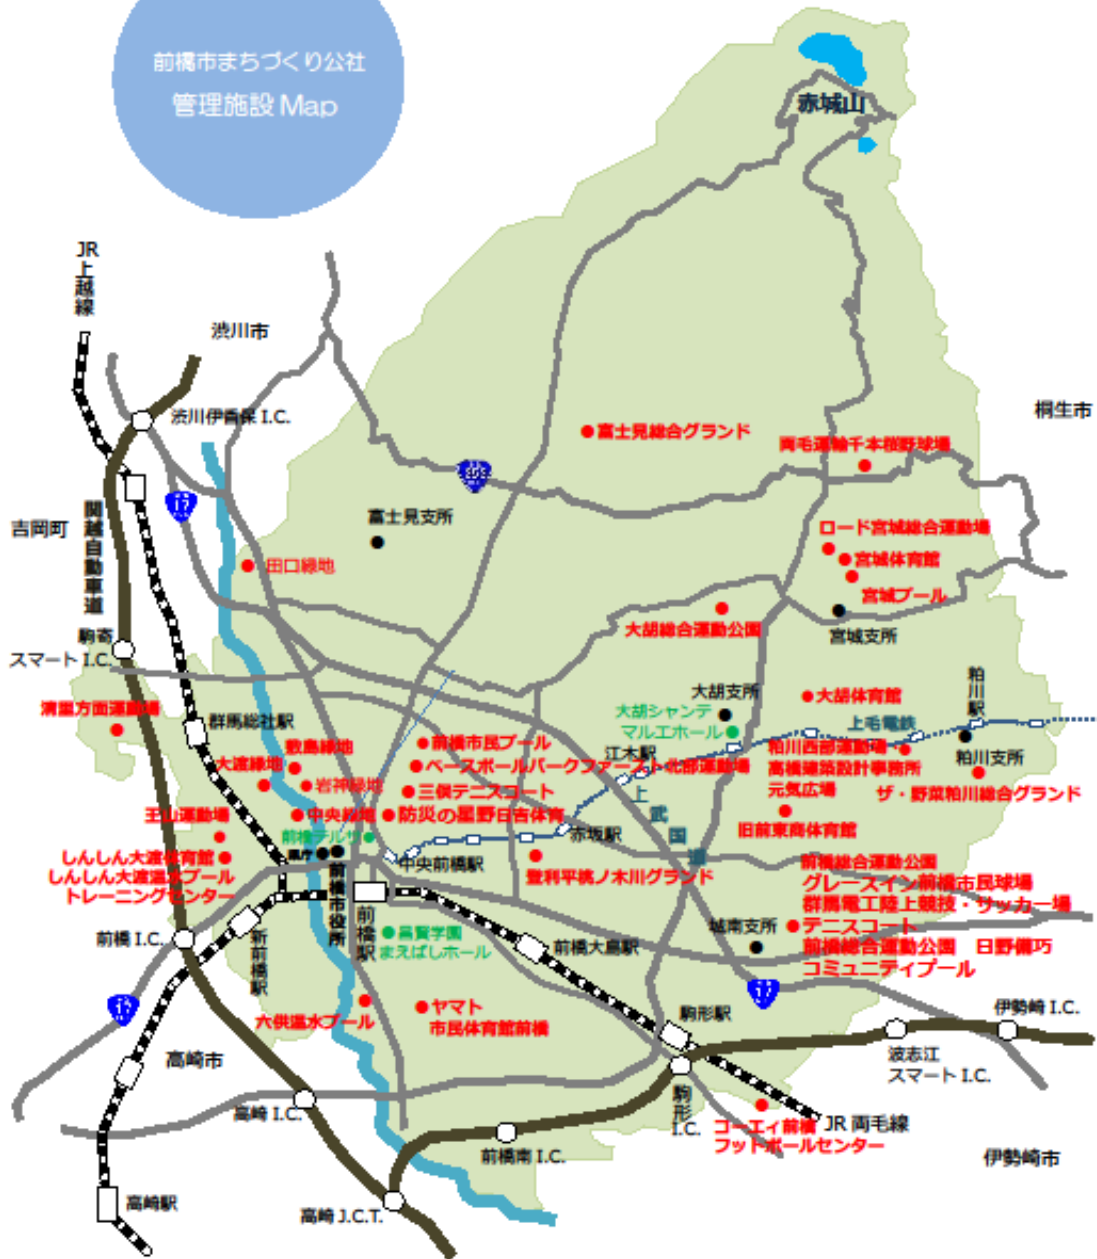 前橋市まちづくり公社
管理施設 Map
赤城山
JR上越線
渋川市
渋川伊香保 I.C.
桐生市
富士見総合グランド
両毛運輸千本桜野球場
353
17
関越自動車道
吉岡町
富士見支所
ロード宮城総合運動場
宮城体育館
宮城プール
宮城支所
田口緑地
大胡総合運動公園
駒寄
スマート I.C.
清里方面運動場
群馬総社駅
大胡支所
大胡シャンテ
マルエホール
大胡体育館
粕川駅
上毛電鉄
粕川支所
敷島緑地
大渡緑地
岩神緑地
前橋市民プール
ベースボールパークファースト北部運動場
江木駅
粕川西部運動場
高橋建築設計事務所
元気広場
ザ・野菜粕川総合グランド
三俣テニスコート
王山運動場
中央緑地
防災の星野日吉体育
上武国道
赤坂駅
旧前東商体育館
前橋テルサ
県庁
前橋市役所
中央前橋駅
しんしん大渡体育館
しんしん大渡温水プール
トレーニングセンター
登利平桃ノ木川グランド
前橋総合運動公園
グレースイン前橋市民球場
群馬電工陸上競技・サッカー場
テニスコート
前橋総合運動公園 日野備巧
コミュニティプール
前橋 I.C.
新前橋駅
前橋駅
昌賢学園
まえばしホール
前橋大島駅
城南支所
17
17
六供温水プール
ヤマト
市民体育館前橋
駒形駅
伊勢崎 I.C.
高崎市
波志江
スマート I.C.
高崎 I.C.
駒形 I.C.
コーエィ前橋
フットボールセンター
JR 両毛線
前橋南 I.C.
伊勢崎市
高崎駅
高崎 J.C.T.